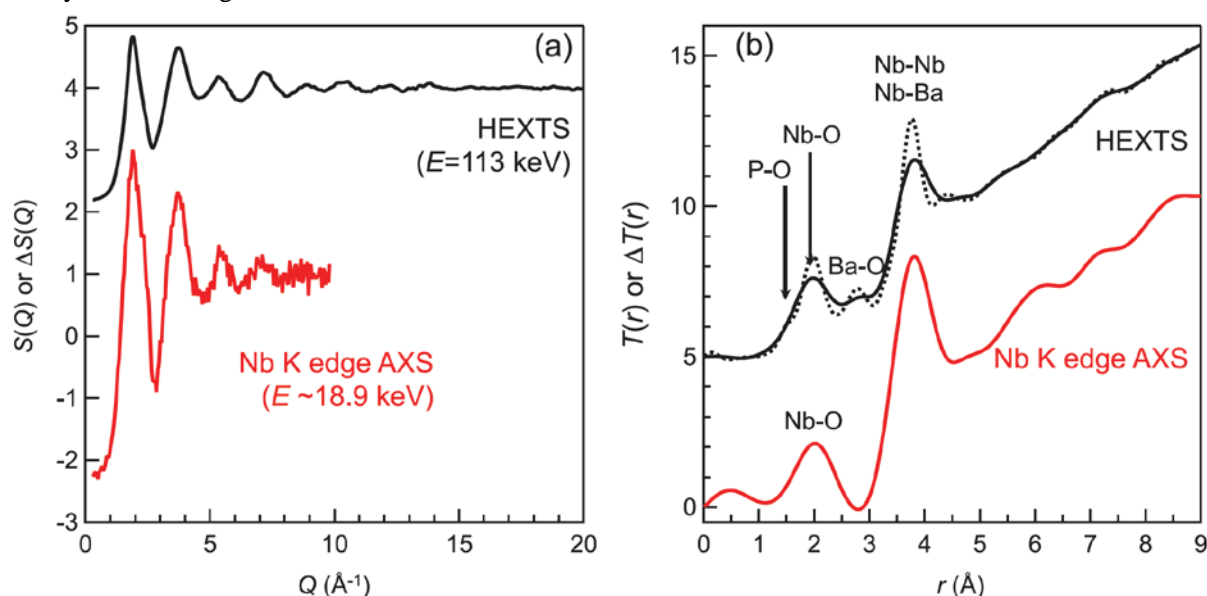 (a)
5
4
3
2
1
0
-1
-2
-3
S(Q) or ΔS(Q)
HEXTS
(E=113 keV)
Nb K edge AXS
(E ~18.9 keV)
0
5
10
15
20
Q (Å-1)
(b)
15
10
5
0
T(r) or ΔT(r)
Nb-Nb
Nb-Ba
Nb-O
P-O
Ba-O
HEXTS
Nb K edge AXS
Nb-O
0
1
2
3
4
5
6
7
8
9
r (Å)